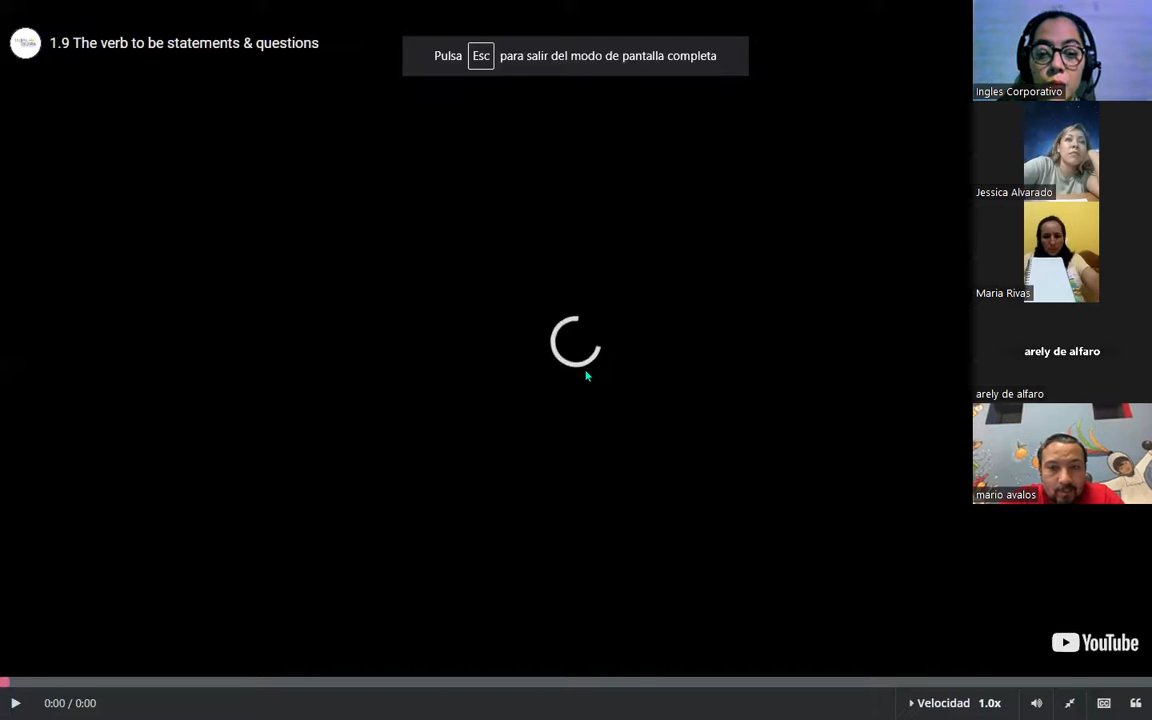 1.9 The verb to be statements & questions
Pulsa Esc para salir del modo de pantalla completa
Ingles Corporativo
Jessica Alvarado
Maria Rivas
arely de alfaro
arely de alfaro
mario avalos
YouTube
0:00 / 0:00
Velocidad 1.0x